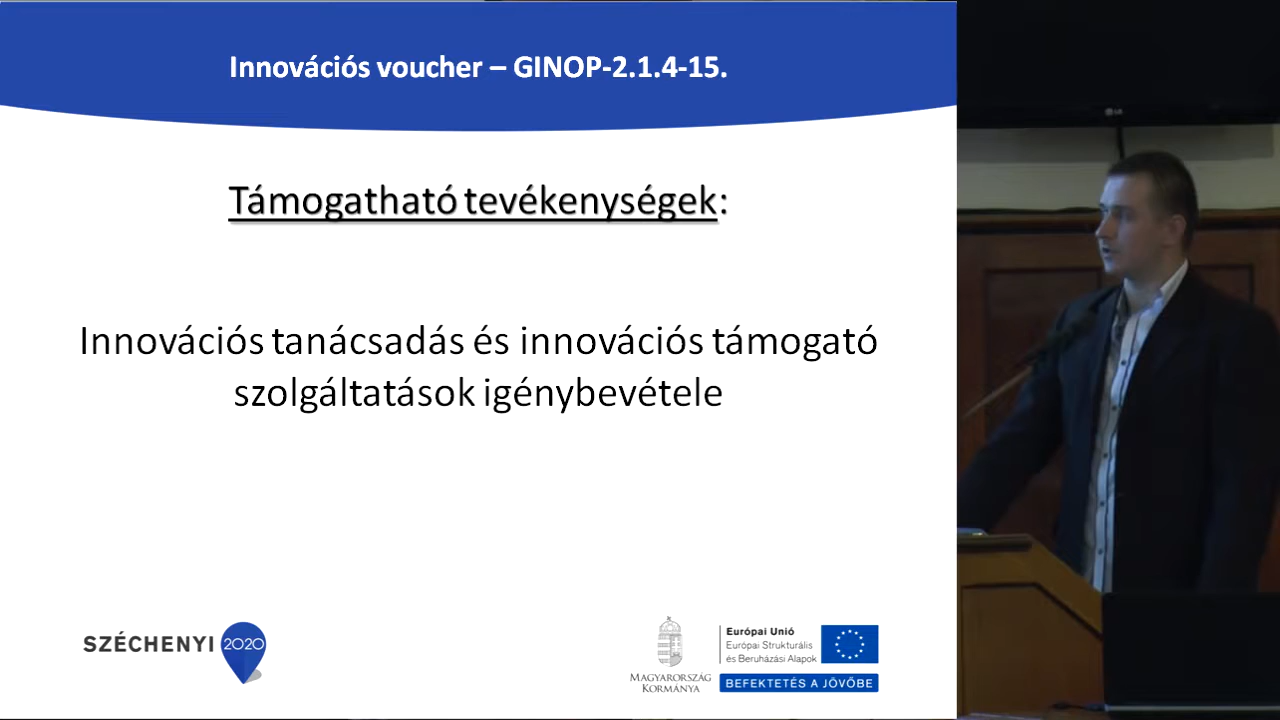 Innovációs voucher – GINOP-2.1.4-15.
Támogatható tevékenységek:
Innovációs tanácsadás és innovációs támogató
szolgáltatások igénybevétele
SZÉCHENYI 2020
MAGYARORSZÁG
KORMÁNYA
Európai Unió
Európai Strukturális
és Beruházási Alapok
BEFEKTETÉS A JÖVŐBE
LG